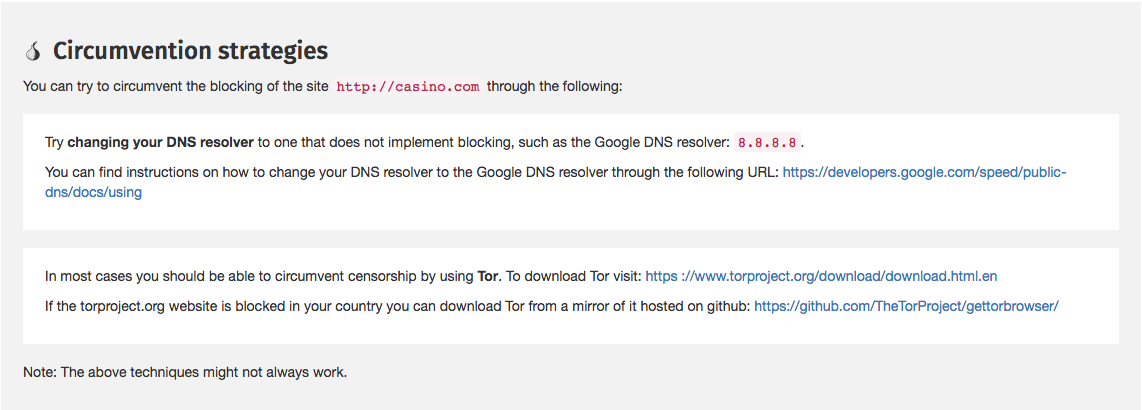 Circumvention strategies
You can try to circumvent the blocking of the site http://casino.com through the following:
Try changing your DNS resolver to one that does not implement blocking, such as the Google DNS resolver: 8.8.8.8.
You can find instructions on how to change your DNS resolver to the Google DNS resolver through the following URL: https://developers.google.com/speed/public-
dns/docs/using
In most cases you should be able to circumvent censorship by using Tor. To download Tor visit: https ://www.torproject.org/download/download.html.en
If the torproject.org website is blocked in your country you can download Tor from a mirror of it hosted on github: https://github.com/TheTorProject/gettorbrowser/
Note: The above techniques might not always work.